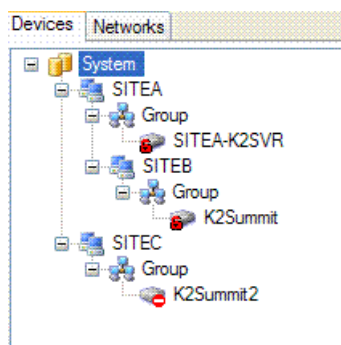 Devices Networks
System
SITEA
Group
SITEA-K2SVR
SITEB
Group
K2Summit
SITEC
Group
K2Summit2